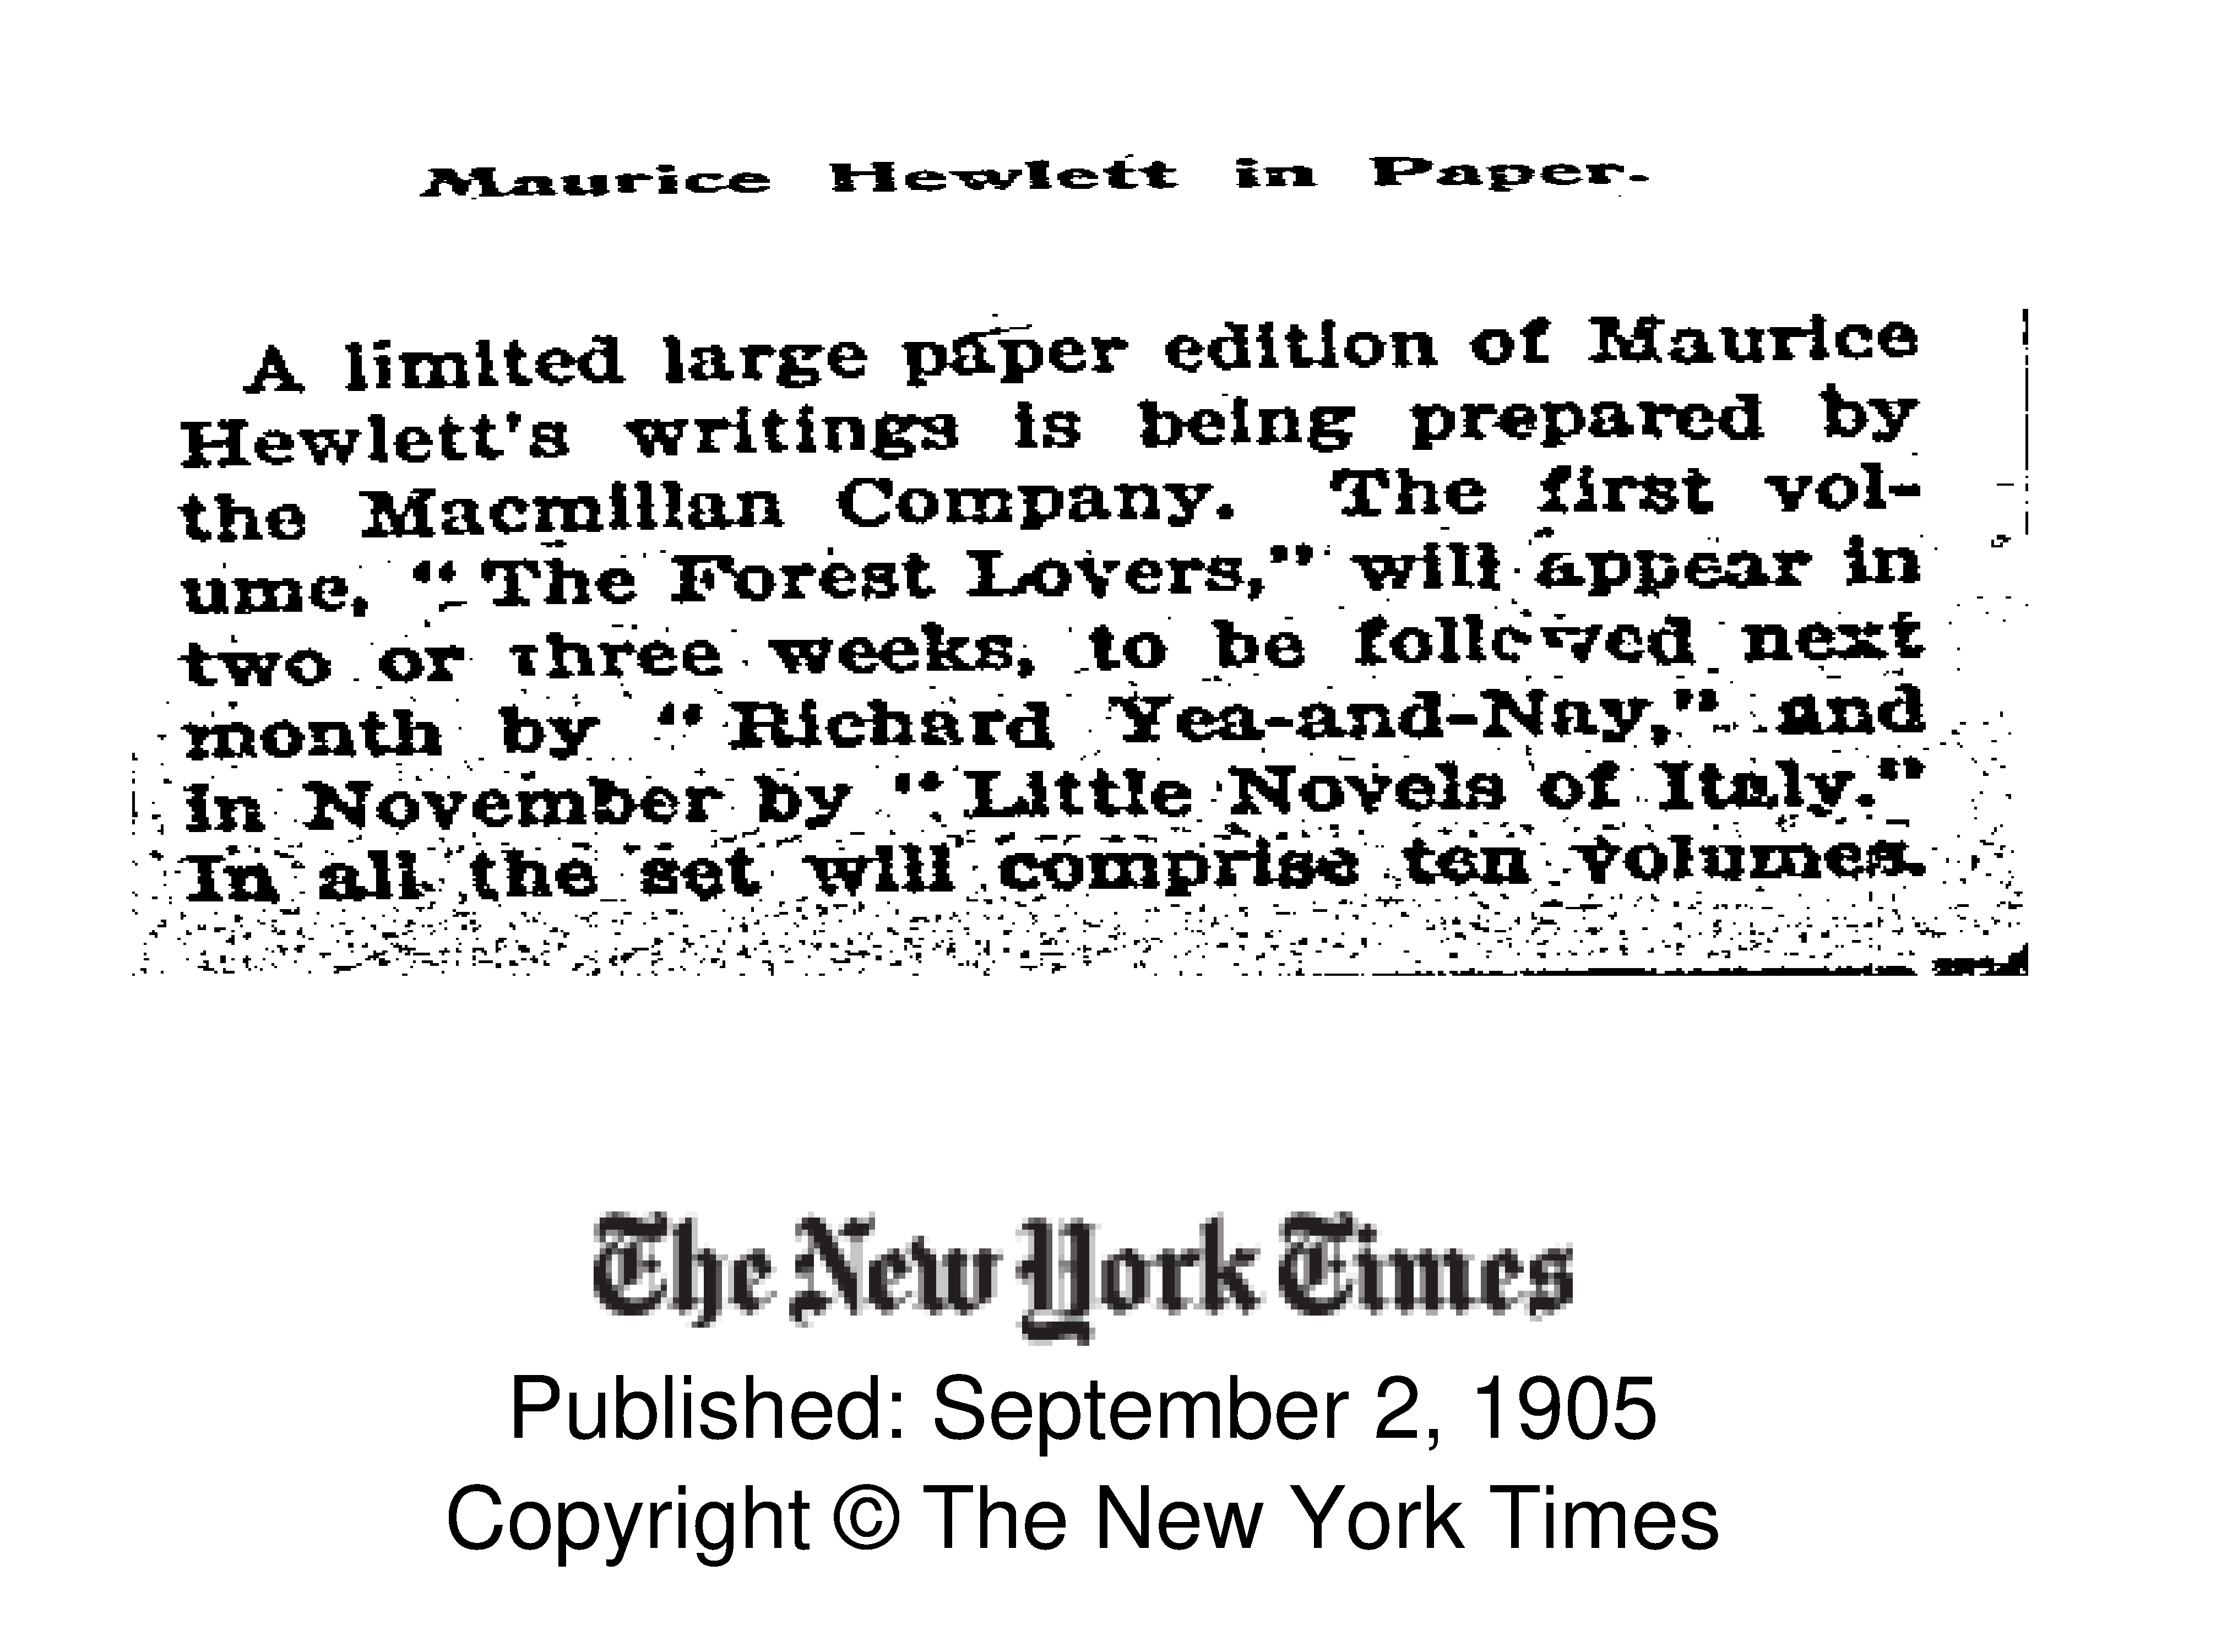 Maurice Hewlett in Paper.
A limited large paper edition of Maurice
Hewlett's writings is being prepared by
the Macmillan Company. The first vol-
ume, "The Forest Lovers," will appear in
two or three weeks, to be followed next
month by "Richard Yea-and-Nay," and
in November by "Little Novels of Italy."
In all the set will comprise ten volumes.
The New York Times
Published: September 2, 1905
Copyright © The New York Times